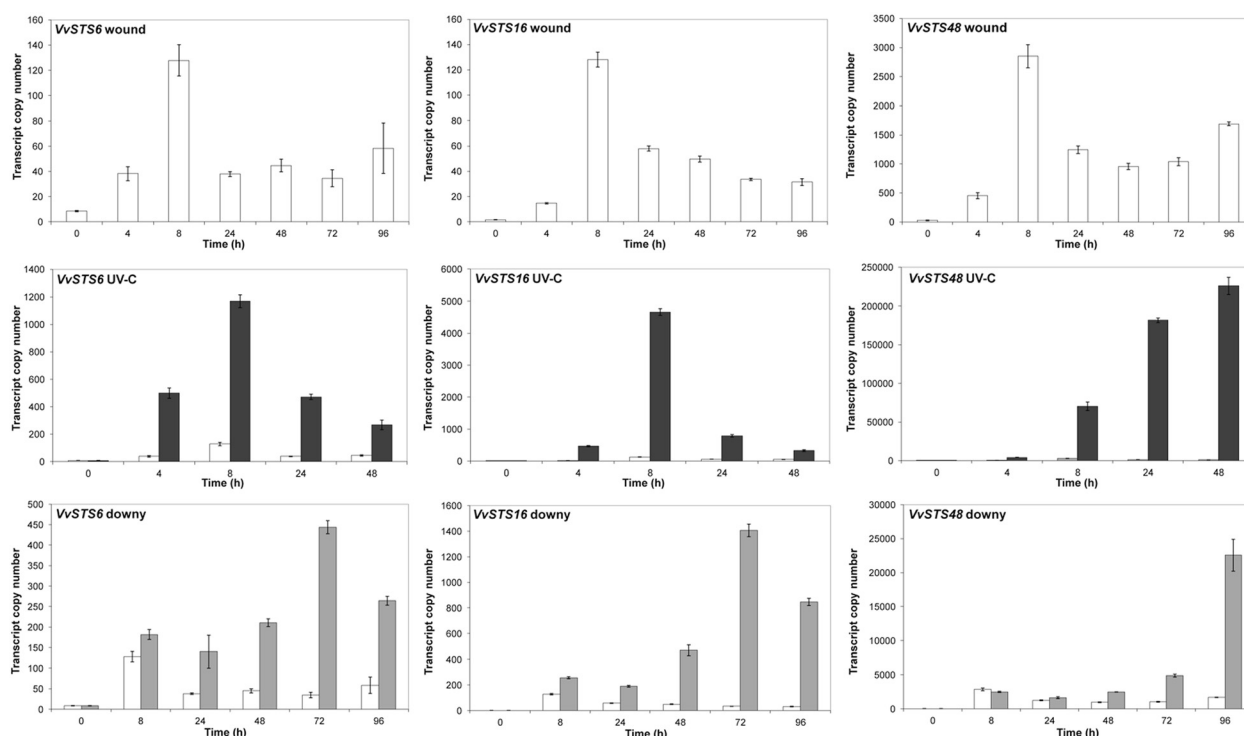 VvSTS6 wound
Transcript copy number
160
140
120
100
80
60
40
20
0
0 4 8 24 48 72 96
Time (h)
VvSTS16 wound
Transcript copy number
160
140
120
100
80
60
40
20
0
0 4 8 24 48 72 96
Time (h)
VvSTS48 wound
Transcript copy number
3500
3000
2500
2000
1500
1000
500
0
0 4 8 24 48 72 96
Time (h)
VvSTS6 UV-C
Transcript copy number
1400
1200
1000
800
600
400
200
0
0 4 8 24 48
Time (h)
VvSTS16 UV-C
Transcript copy number
6000
5000
4000
3000
2000
1000
0
0 4 8 24 48
Time (h)
VvSTS48 UV-C
Transcript copy number
250000
200000
150000
100000
50000
0
0 4 8 24 48
Time (h)
VvSTS6 downy
Transcript copy number
500
450
400
350
300
250
200
150
100
50
0
0 8 24 48 72 96
Time (h)
VvSTS16 downy
Transcript copy number
1600
1400
1200
1000
800
600
400
200
0
0 8 24 48 72 96
Time (h)
VvSTS48 downy
Transcript copy number
30000
25000
20000
15000
10000
5000
0
0 8 24 48 72 96
Time (h)